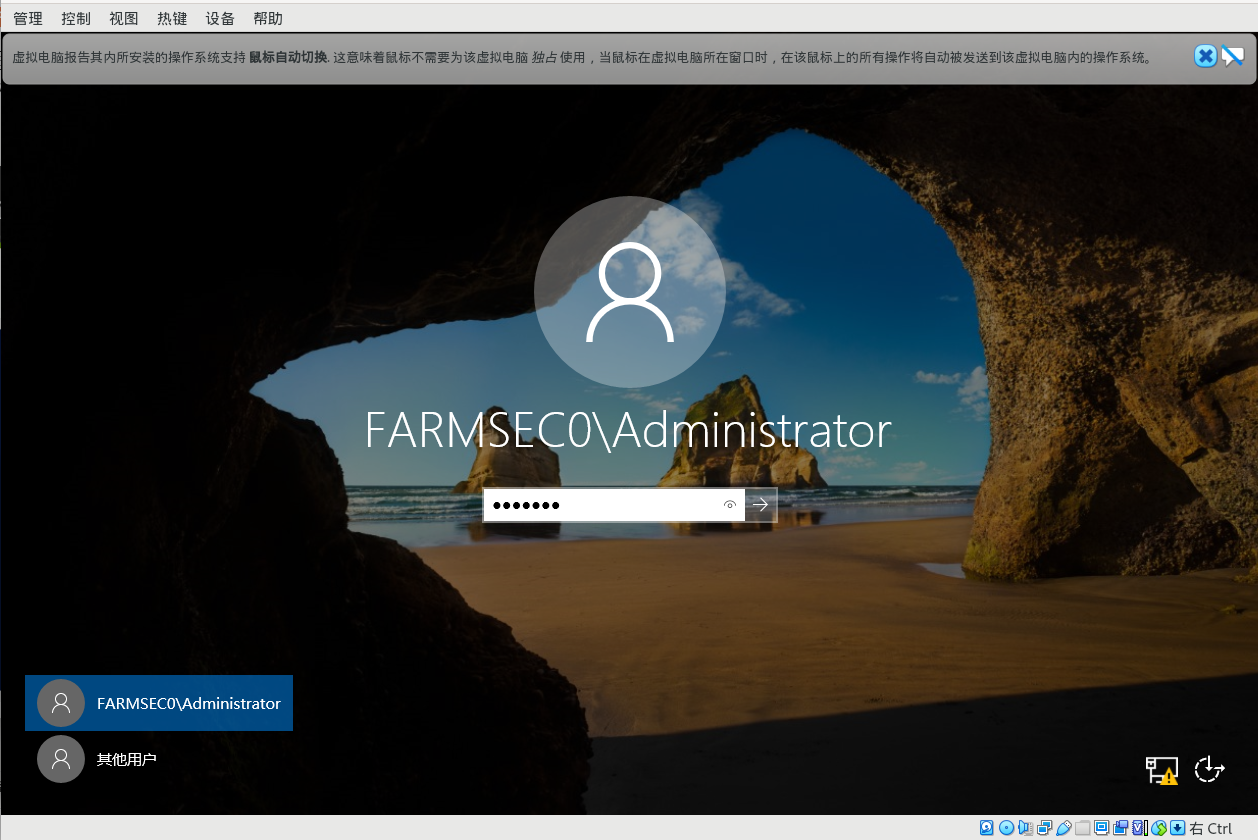 管理 控制 视图 热键 设备 帮助
虚拟电脑报告其内所安装的操作系统支持 鼠标自动切换. 这意味着鼠标不需要为该虚拟电脑 独占 使用，当鼠标在虚拟电脑所在窗口时，在该鼠标上的所有操作将自动被发送到该虚拟电脑内的操作系统。
FARMSEC0\Administrator
FARMSEC0\Administrator
其他用户
右 Ctrl